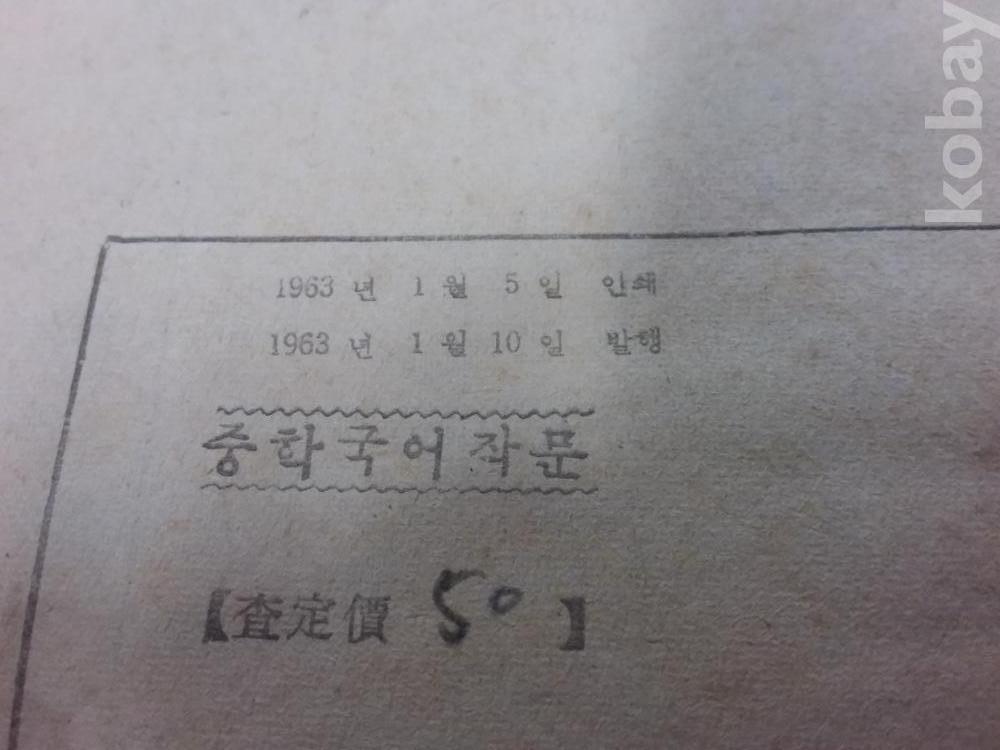 kobay
1963 년 1 월 5 일 인쇄
1963 년 1 월 10 일 발행
중학국어작문
【査定價 50 】